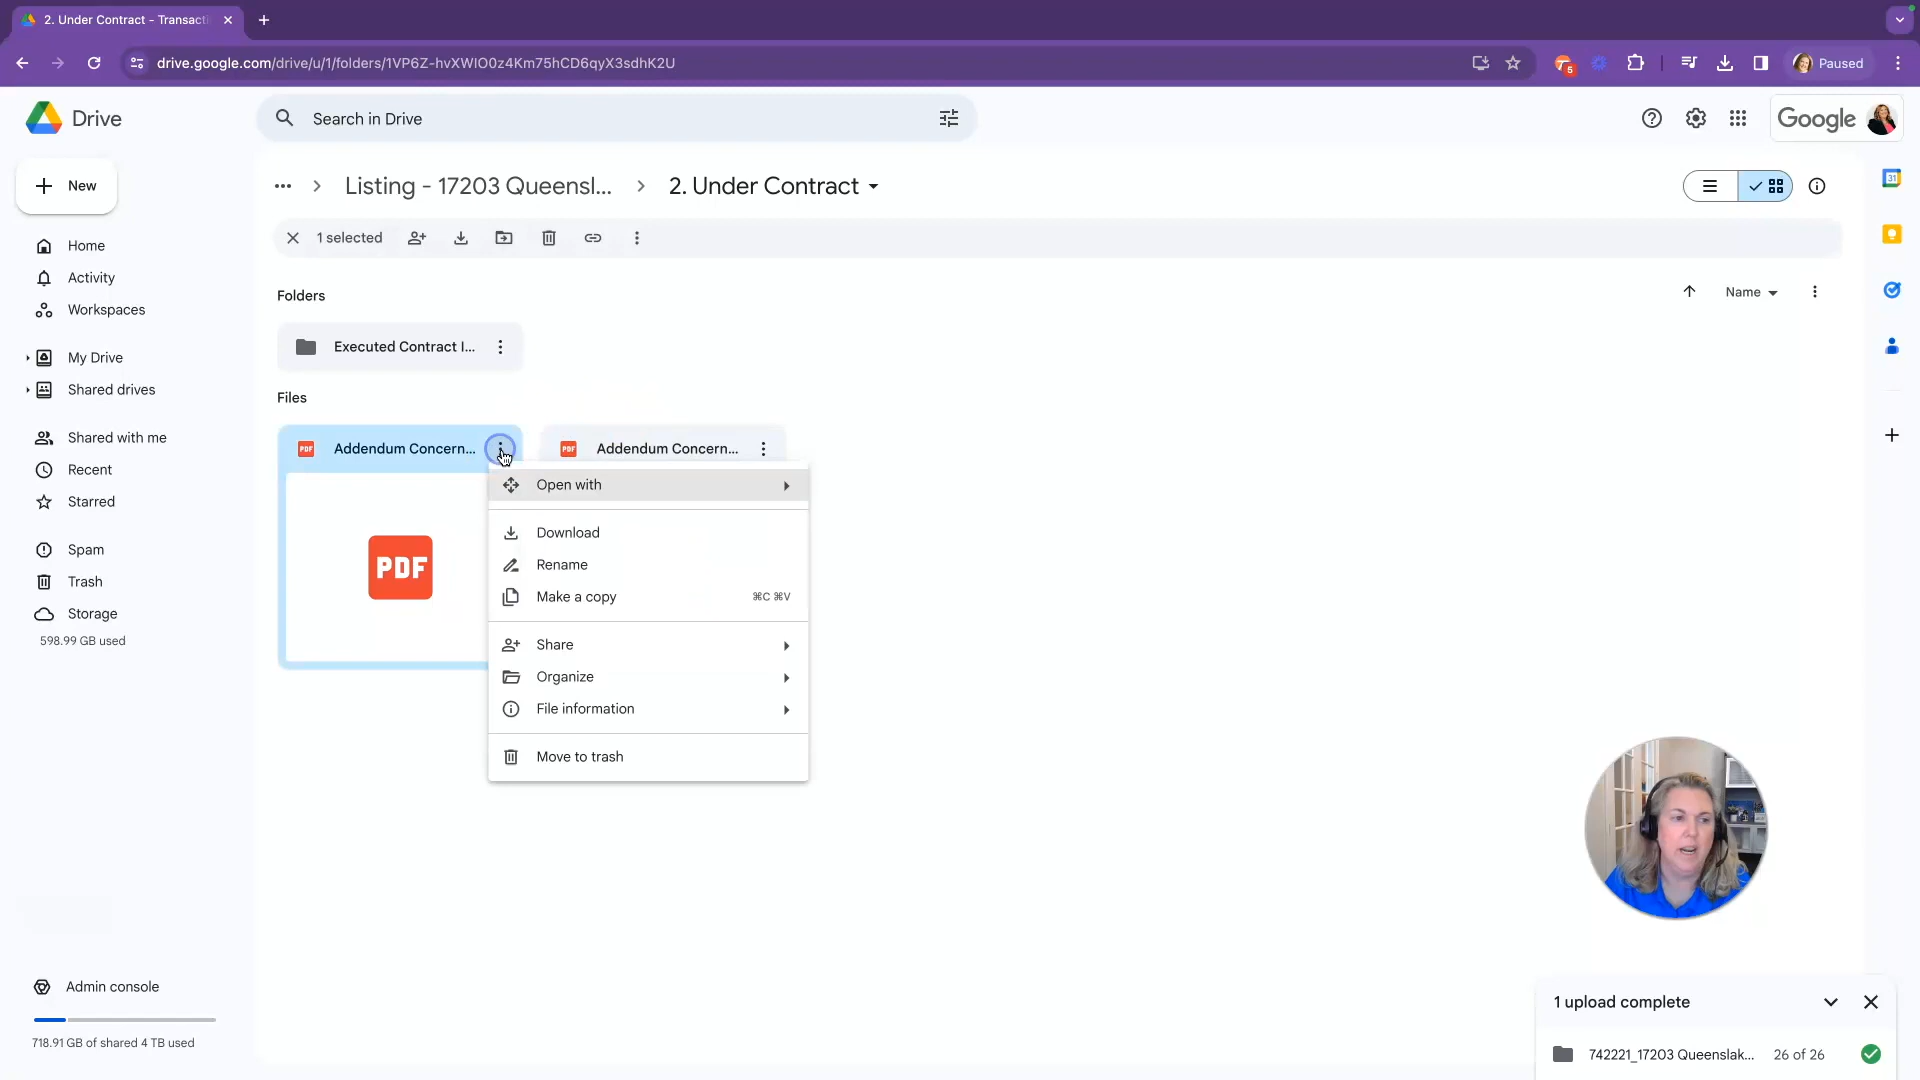 2. Under Contract - Transacti
drive.google.com/drive/u/1/folders/1VP6Z-hvXWIO0z4Km75hCD6qyX3sdhK2U
5
Paused
Drive
Search in Drive
Google
New
Listing - 17203 Queensl...
2. Under Contract
31
1 selected
Home
Activity
Workspaces
My Drive
Shared drives
Shared with me
Recent
Starred
Spam
Trash
Storage
598.99 GB used
Admin console
718.91 GB of shared 4 TB used
Folders
Name
Executed Contract I...
Files
PDF
Addendum Concern...
PDF
Addendum Concern...
PDF
Open with
Download
Rename
Make a copy
⌘C ⌘V
Share
Organize
File information
Move to trash
1 upload complete
742221_17203 Queenslak...
26 of 26